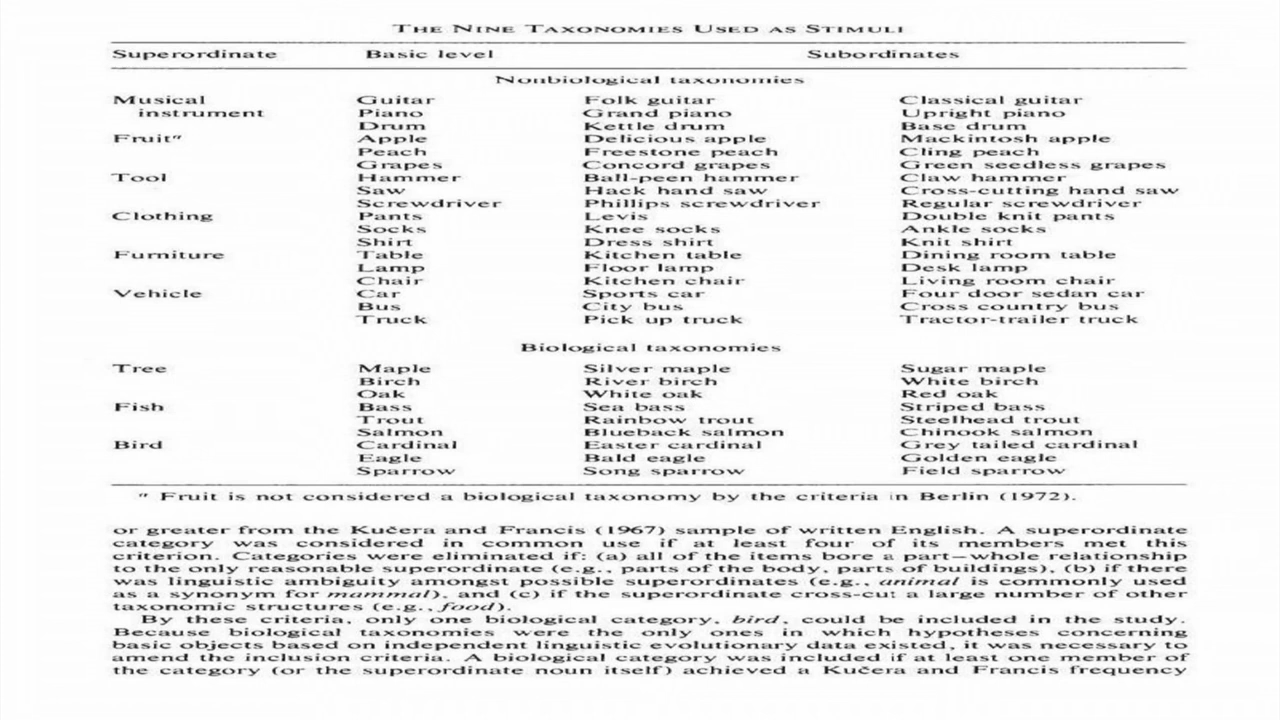 THE NINE TAXONOMIES USED AS STIMULI
Superordinate Basic level Subordinates
Nonbiological taxonomies
Musical Guitar Folk guitar Classical guitar
instrument Piano Grand piano Upright piano
Drum Kettle drum Base drum
Fruitᵃ Apple Delicious apple Mackintosh apple
Peach Freestone peach Cling peach
Grapes Concord grapes Green seedless grapes
Tool Hammer Ball-peen hammer Claw hammer
Saw Hack hand saw Cross-cutting hand saw
Screwdriver Phillips screwdriver Regular screwdriver
Clothing Pants Levis Double knit pants
Socks Knee socks Ankle socks
Shirt Dress shirt Knit shirt
Furniture Table Kitchen table Dining room table
Lamp Floor lamp Desk lamp
Chair Kitchen chair Living room chair
Vehicle Car Sports car Four door sedan car
Bus City bus Cross country bus
Truck Pick up truck Tractor-trailer truck
Biological taxonomies
Tree Maple Silver maple Sugar maple
Birch River birch White birch
Oak White oak Red oak
Fish Bass Sea bass Striped bass
Trout Rainbow trout Steelhead trout
Salmon Blueback salmon Chinook salmon
Bird Cardinal Easter cardinal Grey tailed cardinal
Eagle Bald eagle Golden eagle
Sparrow Song sparrow Field sparrow
ᵃ Fruit is not considered a biological taxonomy by the criteria in Berlin (1972).
or greater from the Kučera and Francis (1967) sample of written English. A superordinate
category was considered in common use if at least four of its members met this
criterion. Categories were eliminated if: (a) all of the items bore a part–whole relationship
to the only reasonable superordinate (e.g., parts of the body, parts of buildings), (b) if there
was linguistic ambiguity amongst possible superordinates (e.g., animal is commonly used
as a synonym for mammal), and (c) if the superordinate cross-cut a large number of other
taxonomic structures (e.g., food).
By these criteria, only one biological category, bird, could be included in the study.
Because biological taxonomies were the only ones in which hypotheses concerning
basic objects based on independent linguistic evolutionary data existed, it was necessary to
amend the inclusion criteria. A biological category was included if at least one member of
the category (or the superordinate noun itself) achieved a Kučera and Francis frequency